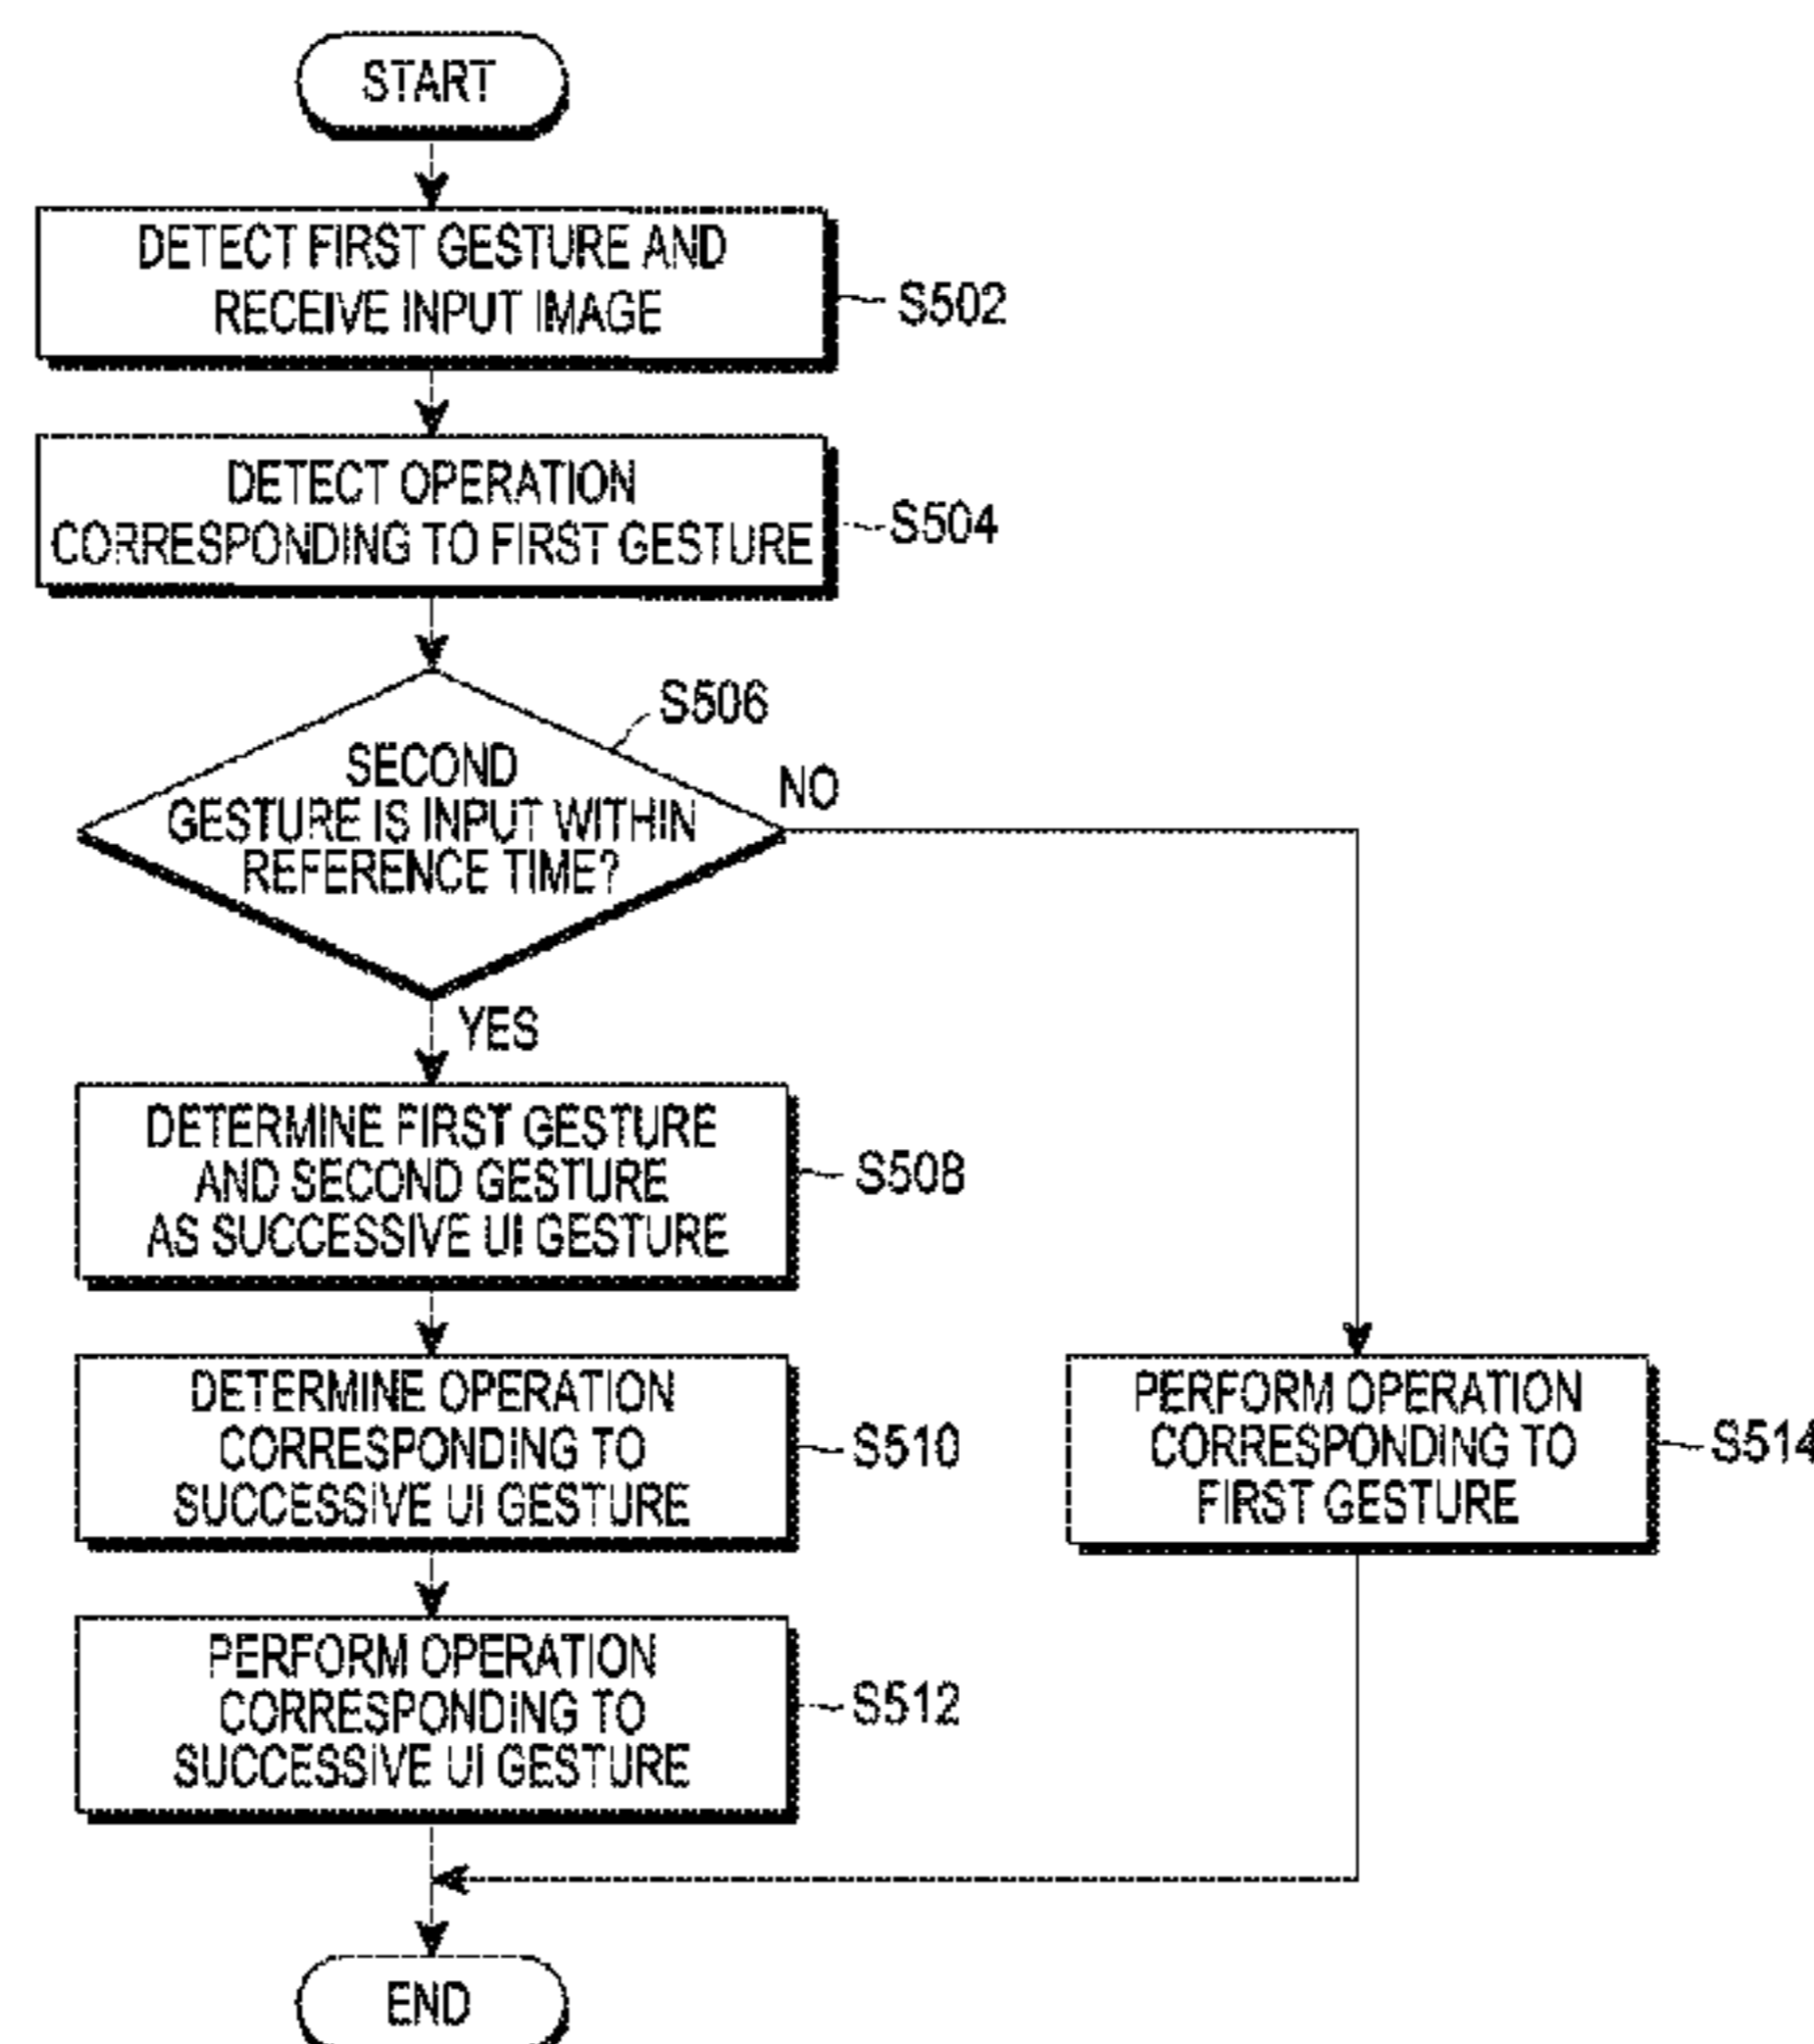 START
DETECT FIRST GESTURE AND
RECEIVE INPUT IMAGE
S502
DETECT OPERATION
CORRESPONDING TO FIRST GESTURE
S504
S506
SECOND
GESTURE IS INPUT WITHIN
REFERENCE TIME?
NO
YES
DETERMINE FIRST GESTURE
AND SECOND GESTURE
AS SUCCESSIVE UI GESTURE
S508
DETERMINE OPERATION
CORRESPONDING TO
SUCCESSIVE UI GESTURE
S510
PERFORM OPERATION
CORRESPONDING TO
FIRST GESTURE
S514
PERFORM OPERATION
CORRESPONDING TO
SUCCESSIVE UI GESTURE
S512
END